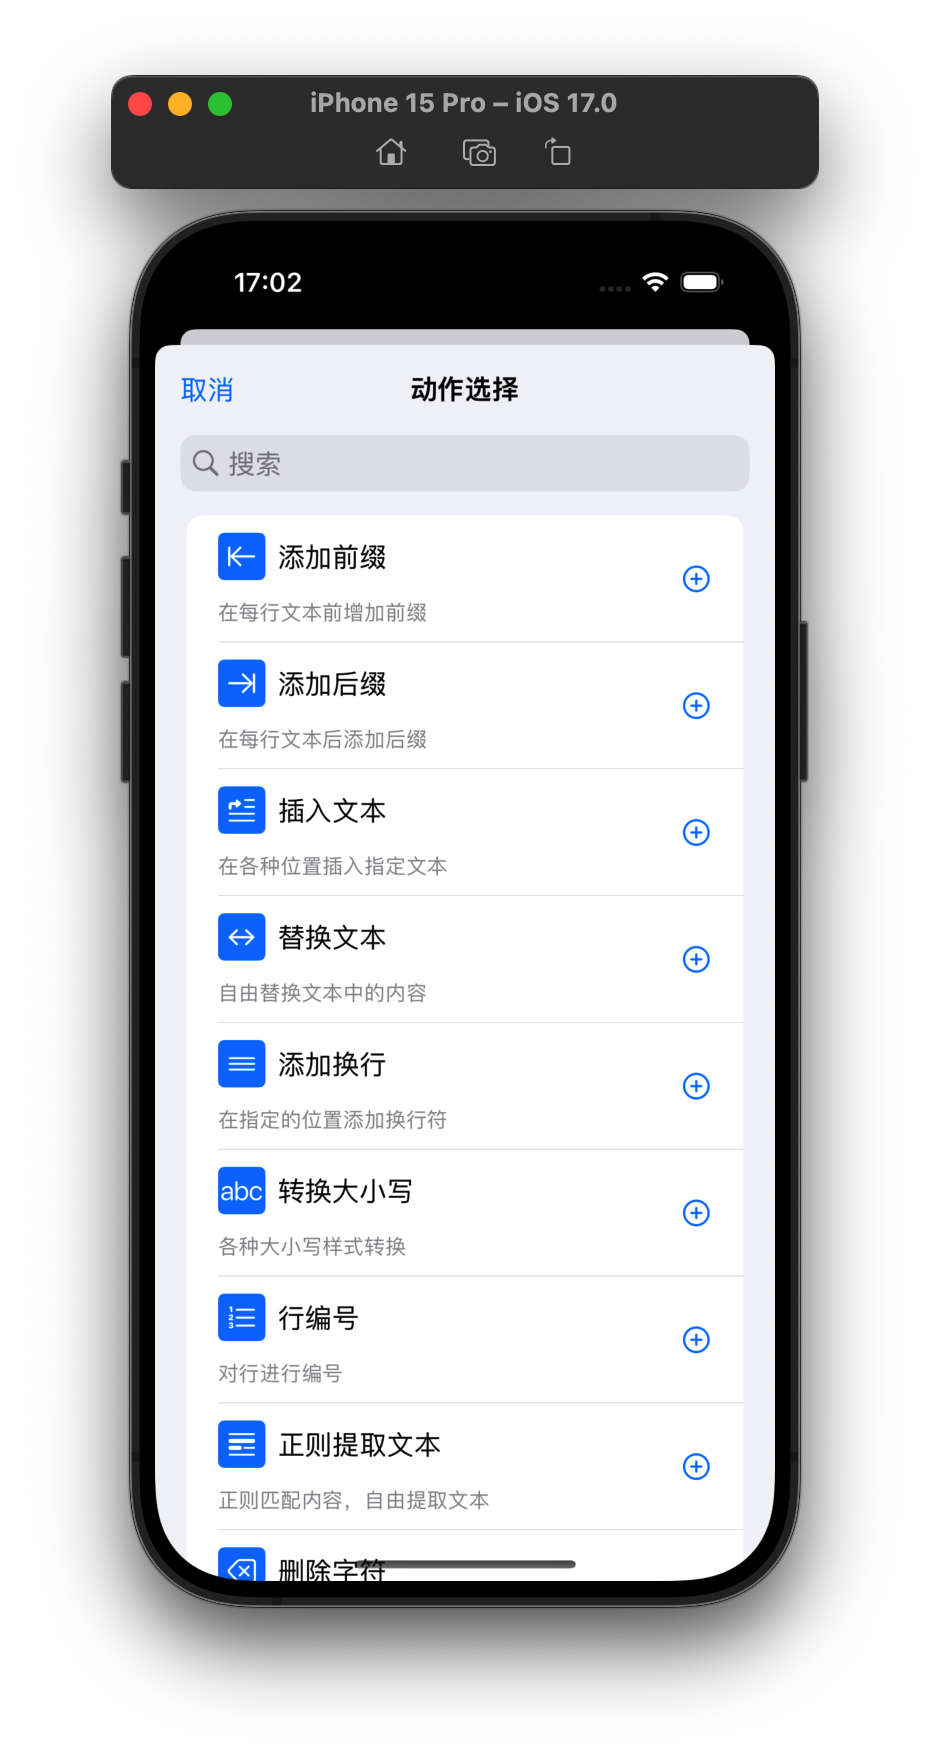 iPhone 15 Pro – iOS 17.0
17:02
取消
动作选择
搜索
添加前缀
在每行文本前增加前缀
添加后缀
在每行文本后添加后缀
插入文本
在各种位置插入指定文本
替换文本
自由替换文本中的内容
添加换行
在指定的位置添加换行符
abc 转换大小写
各种大小写样式转换
行编号
对行进行编号
正则提取文本
正则匹配内容，自由提取文本
删除字符